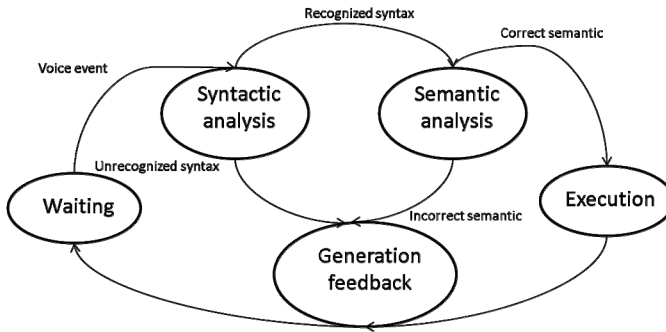 Recognized syntax
Correct semantic
Voice event
Syntactic
analysis
Semantic
analysis
Unrecognized syntax
Waiting
Execution
Incorrect semantic
Generation
feedback